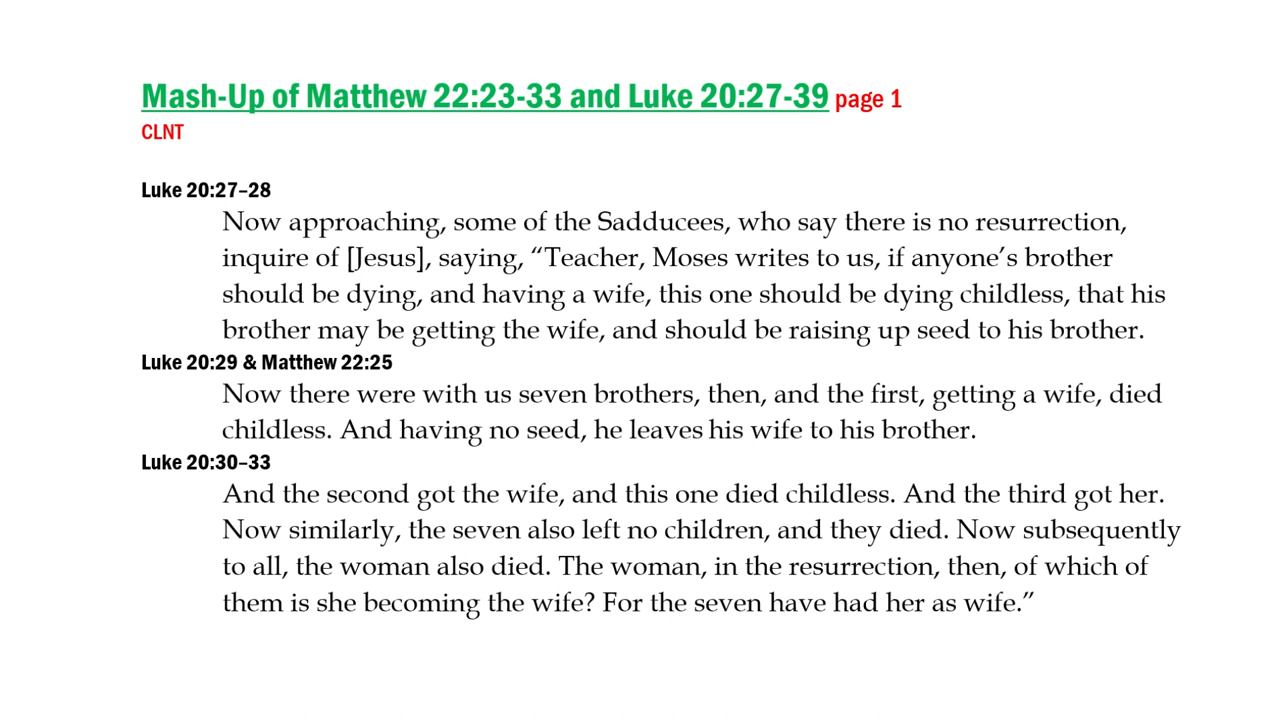 Mash-Up of Matthew 22:23-33 and Luke 20:27-39 page 1
CLNT
Luke 20:27–28
Now approaching, some of the Sadducees, who say there is no resurrection,
inquire of [Jesus], saying, “Teacher, Moses writes to us, if anyone’s brother
should be dying, and having a wife, this one should be dying childless, that his
brother may be getting the wife, and should be raising up seed to his brother.
Luke 20:29 & Matthew 22:25
Now there were with us seven brothers, then, and the first, getting a wife, died
childless. And having no seed, he leaves his wife to his brother.
Luke 20:30–33
And the second got the wife, and this one died childless. And the third got her.
Now similarly, the seven also left no children, and they died. Now subsequently
to all, the woman also died. The woman, in the resurrection, then, of which of
them is she becoming the wife? For the seven have had her as wife.”